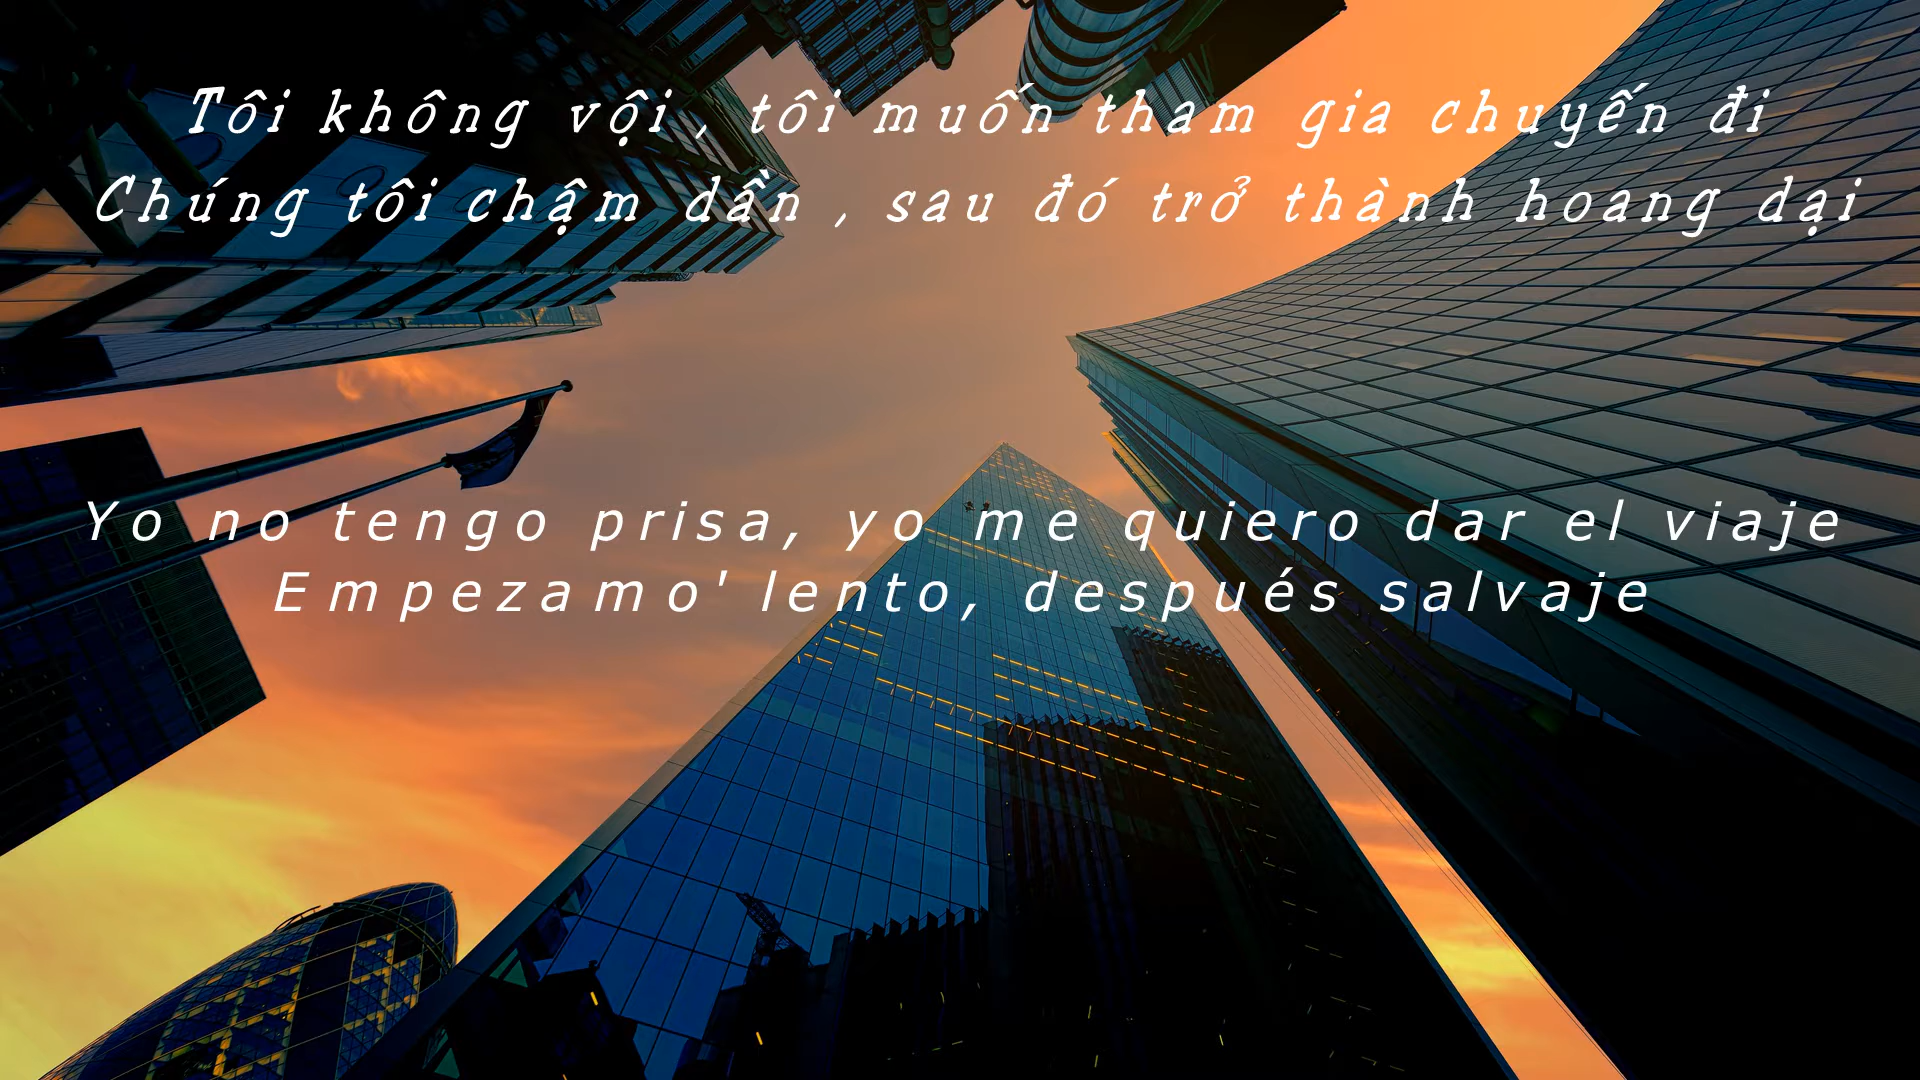 Tôi không vội , tôi muốn tham gia chuyến đi
Chúng tôi chậm dần , sau đó trở thành hoang dại
Yo no tengo prisa, yo me quiero dar el viaje
Empezamo' lento, después salvaje